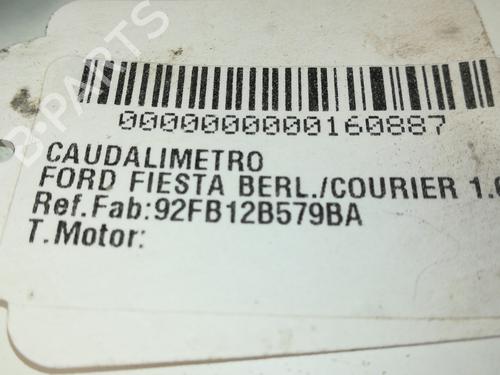 B-PARTS
0000000000160887
CAUDALIMETRO
FORD FIESTA BERL./COURIER 1.
Ref.Fab:92FB12B579BA
T.Motor: